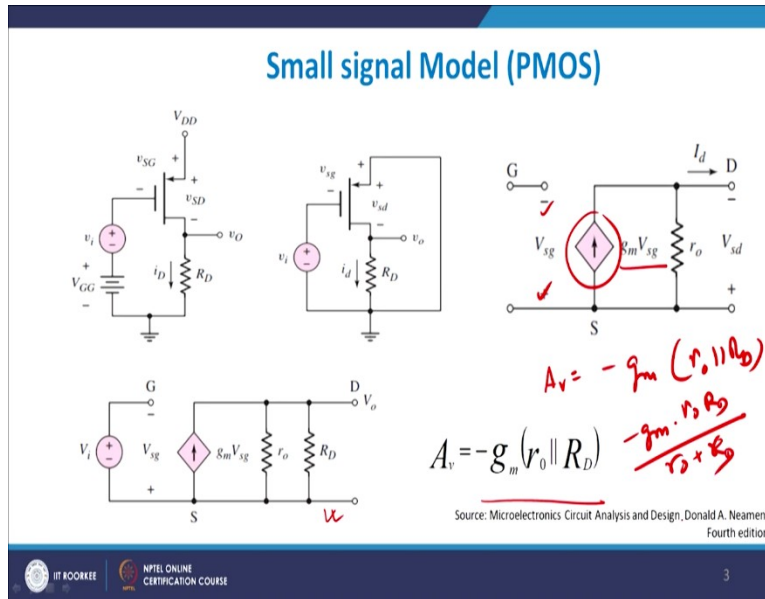 Small signal Model (PMOS)
V_DD
v_SG + − + v_SD −
v_i + −
V_GG + −
i_D R_D v_O
v_sg + − + v_sd −
v_i + −
i_d R_D v_o
G I_d D
− V_sg g_m V_sg r_o − V_sd +
S
A_v = - g_m (r_o || R_D)
G D V_o
V_i + − − V_sg + g_m V_sg r_o R_D
S
A_v = -g_m (r_0 || R_D)
-g_m . r_o R_D
r_o + R_D
Source: Microelectronics Circuit Analysis and Design, Donald A. Neamen
Fourth edition
IIT ROORKEE
NPTEL ONLINE
CERTIFICATION COURSE
3